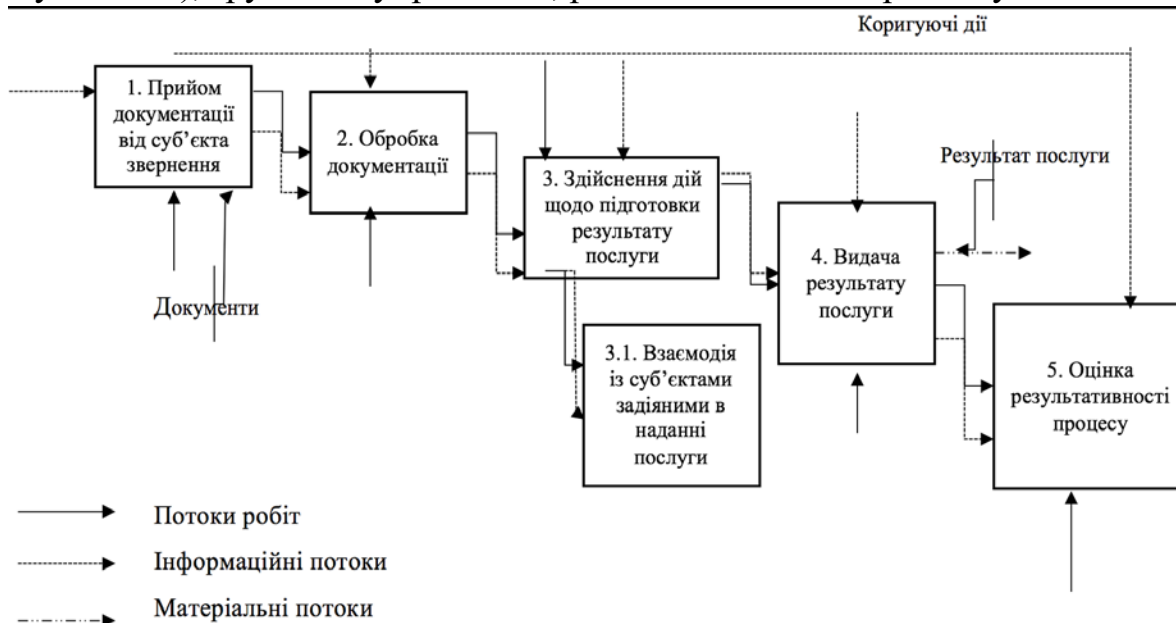 Коригуючі дії
1. Прийом
документації
від суб’єкта
звернення
2. Обробка
документації
3. Здійснення дій
щодо підготовки
результату
послуги
Результат послуги
4. Видача
результату
послуги
Документи
3.1. Взаємодія
із суб’єктами
задіяними в
наданні
послуги
5. Оцінка
результативності
процесу
Потоки робіт
Інформаційні потоки
Матеріальні потоки